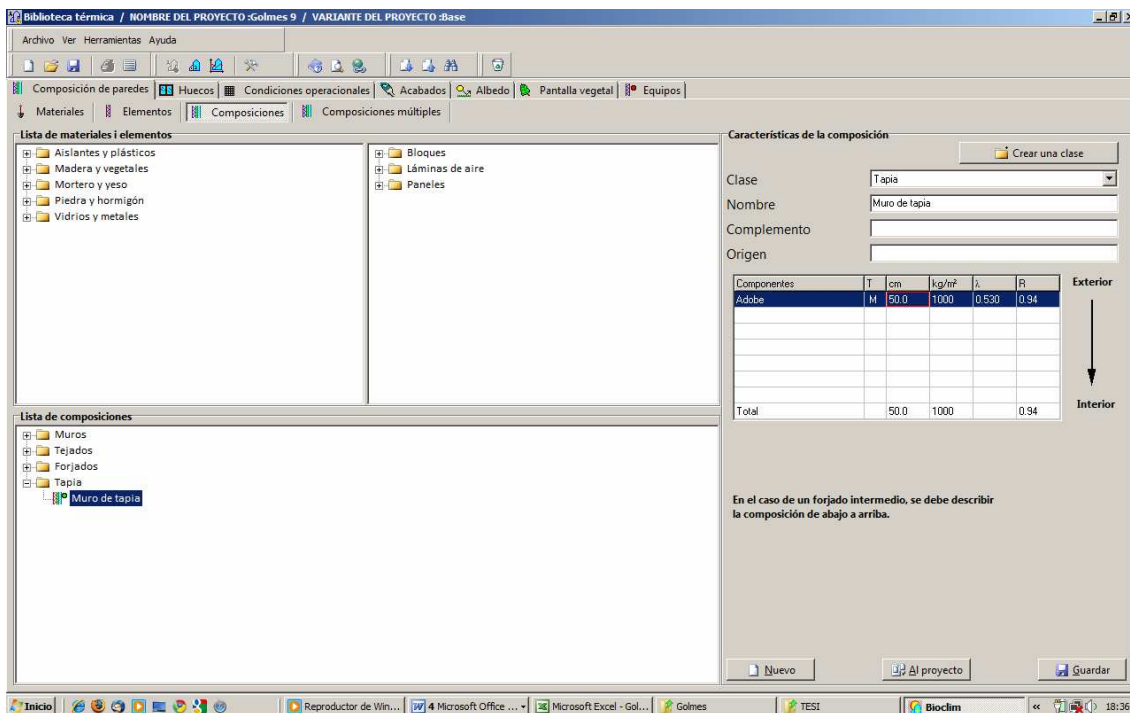 Biblioteca térmica / NOMBRE DEL PROYECTO :Golmes 9 / VARIANTE DEL PROYECTO :Base
Archivo Ver Herramientas Ayuda
Composición de paredes Huecos Condiciones operacionales Acabados Albedo Pantalla vegetal Equipos
Materiales Elementos Composiciones Composiciones múltiples
Lista de materiales i elementos
Aislantes y plásticos
Madera y vegetales
Mortero y yeso
Piedra y hormigón
Vidrios y metales
Bloques
Láminas de aire
Paneles
Lista de composiciones
Muros
Tejados
Forjados
Tapia
Muro de tapia
Características de la composición
Crear una clase
Clase Tapia
Nombre Muro de tapia
Complemento
Origen
Componentes T cm kg/m² λ R
Adobe M 50.0 1000 0.530 0.94
Total 50.0 1000 0.94
Exterior
Interior
En el caso de un forjado intermedio, se debe describir
la composición de abajo a arriba.
Nuevo Al proyecto Guardar
Inicio Reproductor de Win... 4 Microsoft Office ... Microsoft Excel - Gol... Golmes TESI Bioclim « 18:36